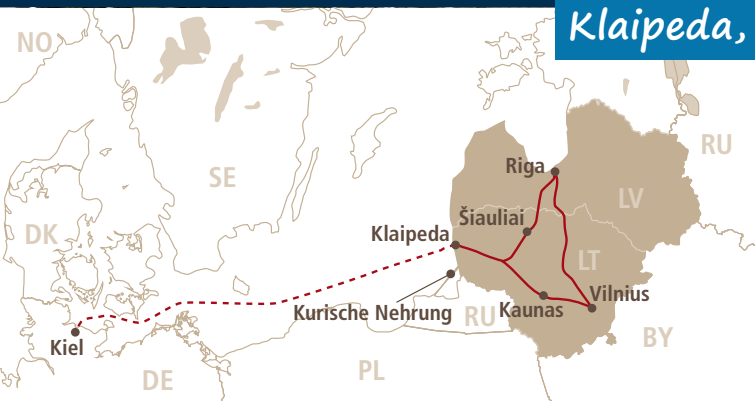 Klaipeda,
NO
RU
Riga
SE
LV
Šiauliai
Klaipeda
DK
LT
Vilnius
Kurische Nehrung
RU
Kaunas
BY
Kiel
PL
DE